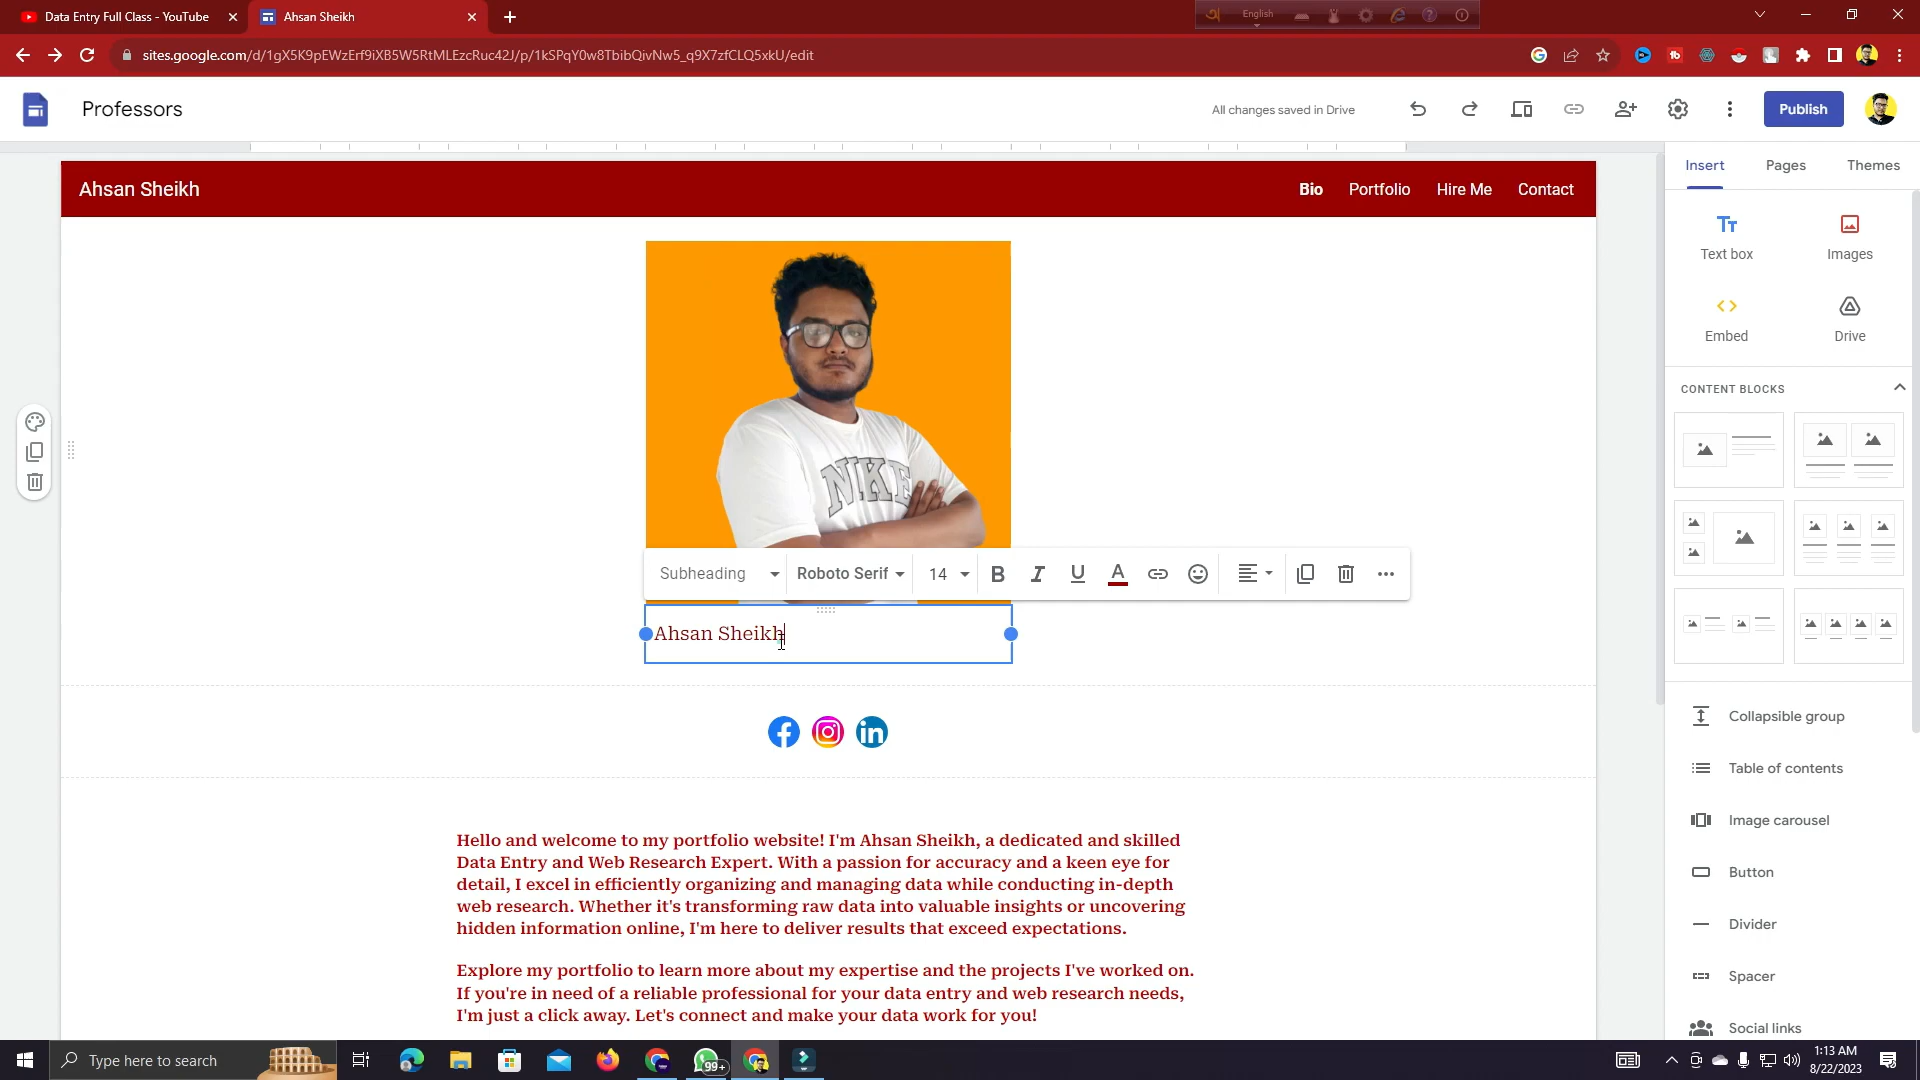 Data Entry Full Class - YouTube
Ahsan Sheikh
English
sites.google.com/d/1gX5K9pEWzErf9iXB5W5RtMLEzcRuc42J/p/1kSPqY0w8TbibQivNw5_q9X7zfCLQ5xkU/edit
Professors
All changes saved in Drive
Publish
Insert
Pages
Themes
Ahsan Sheikh
Bio
Portfolio
Hire Me
Contact
Text box
Images
Embed
Drive
CONTENT BLOCKS
NIKE
Subheading
Roboto Serif
14
Ahsan Sheikh
Hello and welcome to my portfolio website! I'm Ahsan Sheikh, a dedicated and skilled
Data Entry and Web Research Expert. With a passion for accuracy and a keen eye for
detail, I excel in efficiently organizing and managing data while conducting in-depth
web research. Whether it's transforming raw data into valuable insights or uncovering
hidden information online, I'm here to deliver results that exceed expectations.
Explore my portfolio to learn more about my expertise and the projects I've worked on.
If you're in need of a reliable professional for your data entry and web research needs,
I'm just a click away. Let's connect and make your data work for you!
Collapsible group
Table of contents
Image carousel
Button
Divider
Spacer
Social links
Type here to search
99+
1:13 AM
8/22/2023